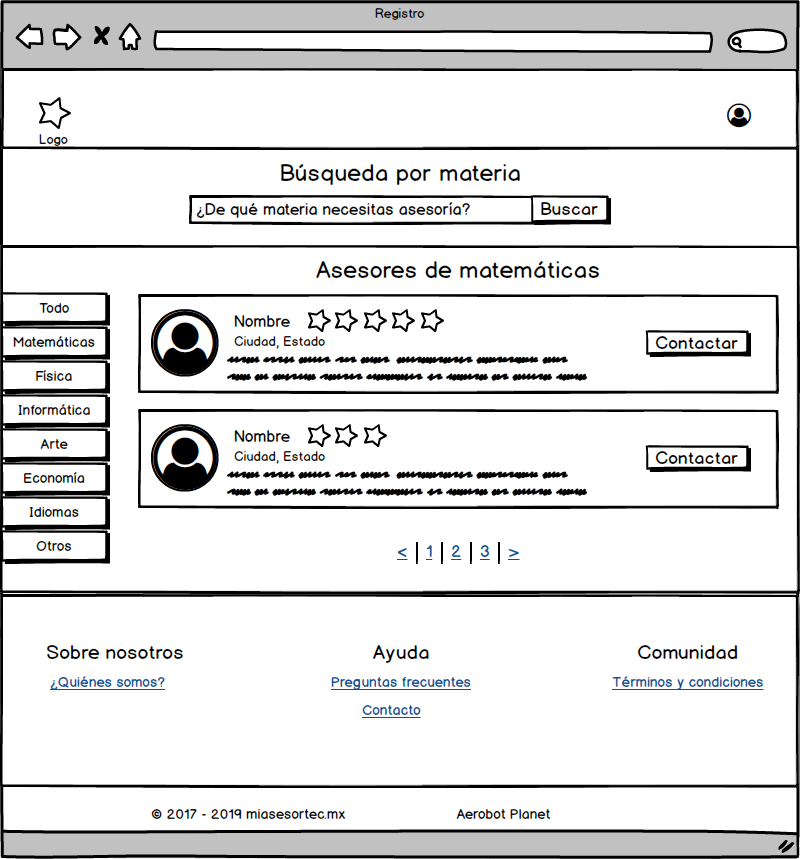 Registro
Logo
Búsqueda por materia
¿De qué materia necesitas asesoría? Buscar
Asesores de matemáticas
Todo
Matemáticas
Física
Informática
Arte
Economía
Idiomas
Otros
Nombre
Ciudad, Estado
Contactar
Nombre
Ciudad, Estado
Contactar
< | 1 | 2 | 3 | >
Sobre nosotros
¿Quiénes somos?
Ayuda
Preguntas frecuentes
Contacto
Comunidad
Términos y condiciones
© 2017 - 2019 miasesortec.mx Aerobot Planet